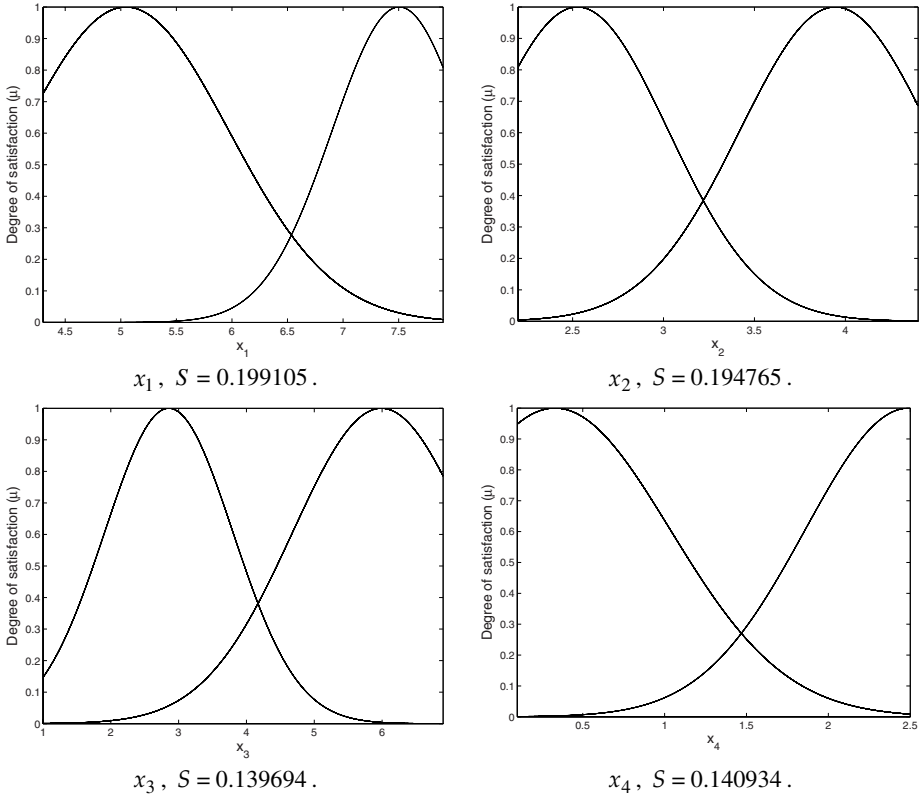 Degree of satisfaction (μ)
1
0.9
0.8
0.7
0.6
0.5
0.4
0.3
0.2
0.1
0
4.5 5 5.5 6 6.5 7 7.5
x1
x1 , S = 0.199105 .
Degree of satisfaction (μ)
1
0.9
0.8
0.7
0.6
0.5
0.4
0.3
0.2
0.1
0
2.5 3 3.5 4
x2
x2 , S = 0.194765 .
Degree of satisfaction (μ)
1
0.9
0.8
0.7
0.6
0.5
0.4
0.3
0.2
0.1
0
1 2 3 4 5 6
x3
x3 , S = 0.139694 .
Degree of satisfaction (μ)
1
0.9
0.8
0.7
0.6
0.5
0.4
0.3
0.2
0.1
0
0.5 1 1.5 2 2.5
x4
x4 , S = 0.140934 .